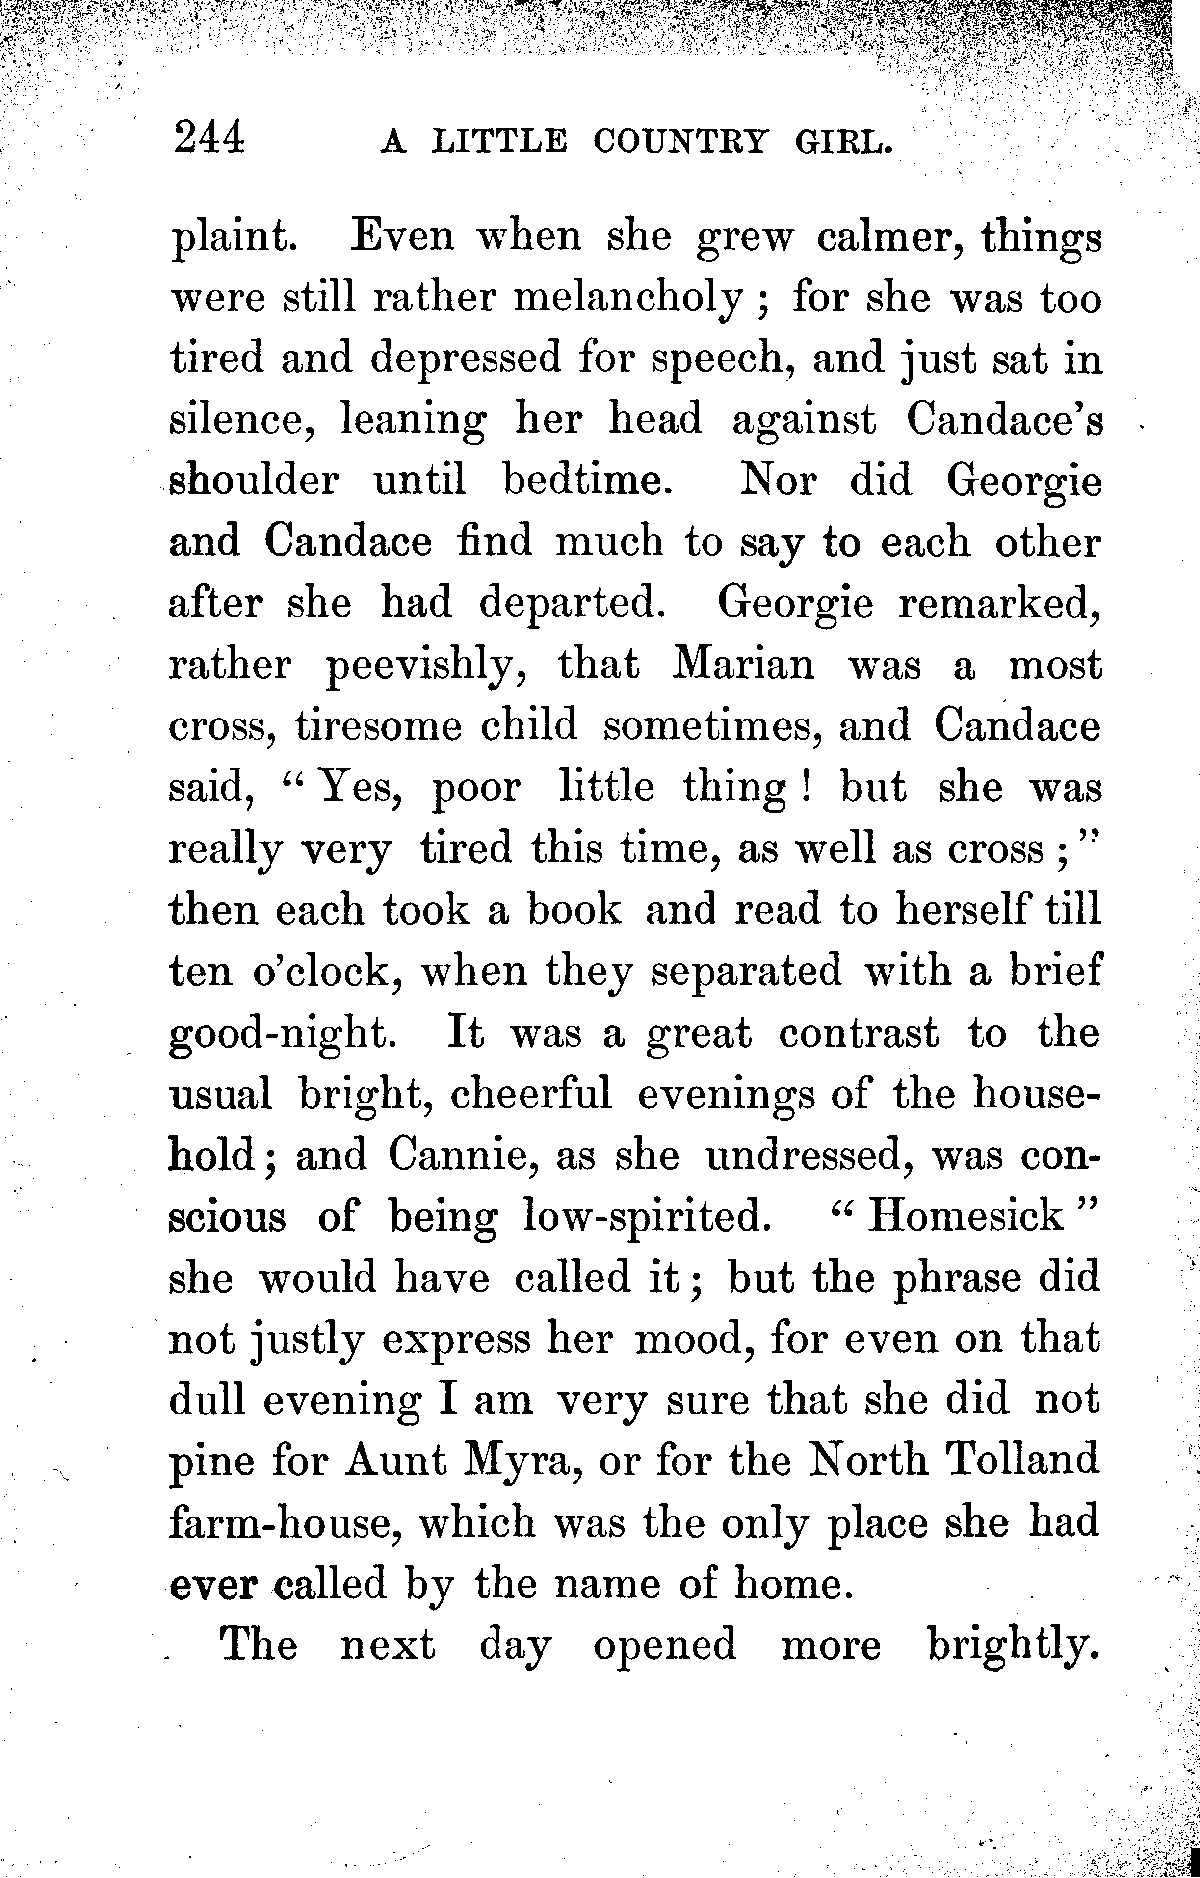 244 A LITTLE COUNTRY GIRL.
plaint. Even when she grew calmer, things
were still rather melancholy ; for she was too
tired and depressed for speech, and just sat in
silence, leaning her head against Candace's
shoulder until bedtime. Nor did Georgie
and Candace find much to say to each other
after she had departed. Georgie remarked,
rather peevishly, that Marian was a most
cross, tiresome child sometimes, and Candace
said, “ Yes, poor little thing ! but she was
really very tired this time, as well as cross ; ”
then each took a book and read to herself till
ten o'clock, when they separated with a brief
good-night. It was a great contrast to the
usual bright, cheerful evenings of the house-
hold ; and Cannie, as she undressed, was con-
scious of being low-spirited. “ Homesick ”
she would have called it ; but the phrase did
not justly express her mood, for even on that
dull evening I am very sure that she did not
pine for Aunt Myra, or for the North Tolland
farm-house, which was the only place she had
ever called by the name of home.
The next day opened more brightly.